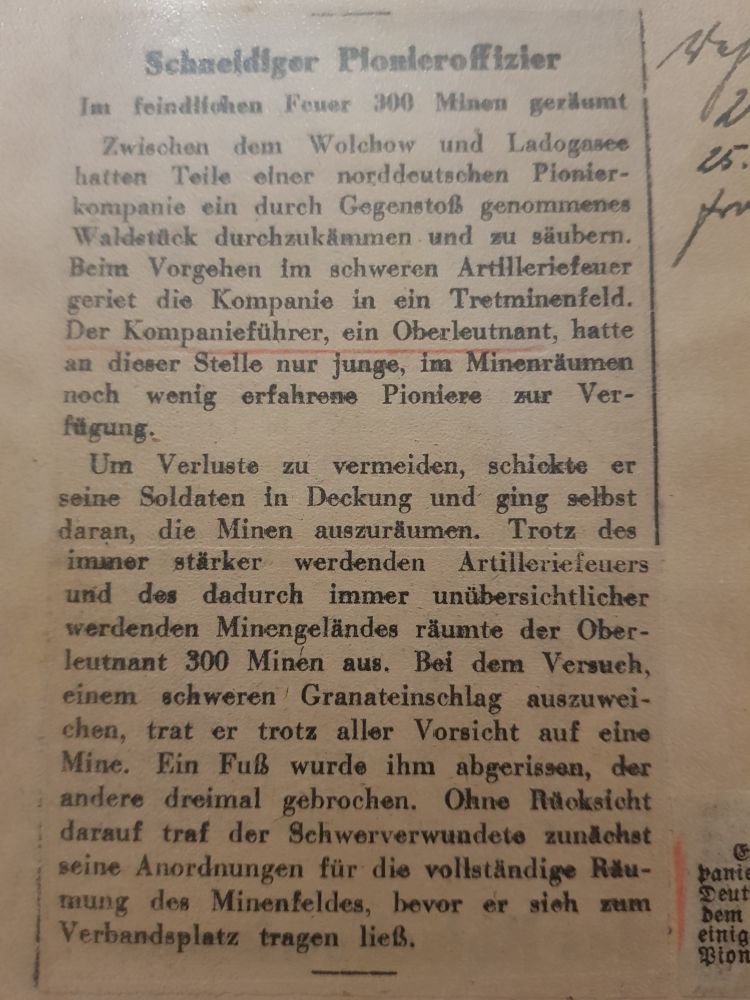 Schneidiger Pionieroffizier
Im feindlichen Feuer 300 Minen geräumt
Zwischen dem Wolchow und Ladogasee
hatten Teile einer norddeutschen Pionier-
kompanie ein durch Gegenstoß genommenes
Waldstück durchzukämmen und zu säubern.
Beim Vorgehen im schweren Artilleriefeuer
geriet die Kompanie in ein Tretminenfeld.
Der Kompanieführer, ein Oberleutnant, hatte
an dieser Stelle nur junge, im Minenräumen
noch wenig erfahrene Pioniere zur Ver-
fügung.
Um Verluste zu vermeiden, schickte er
seine Soldaten in Deckung und ging selbst
daran, die Minen auszuräumen. Trotz des
immer stärker werdenden Artilleriefeuers
und des dadurch immer unübersichtlicher
werdenden Minengeländes räumte der Ober-
leutnant 300 Minen aus. Bei dem Versuch,
einem schweren Granateinschlag auszuwei-
chen, trat er trotz aller Vorsicht auf eine
Mine. Ein Fuß wurde ihm abgerissen, der
andere dreimal gebrochen. Ohne Rücksicht
darauf traf der Schwerverwundete zunächst
seine Anordnungen für die vollständige Räu-
mung des Minenfeldes, bevor er sich zum
Verbandsplatz tragen ließ.
25.
panie
Deut
dem
einig
Pion